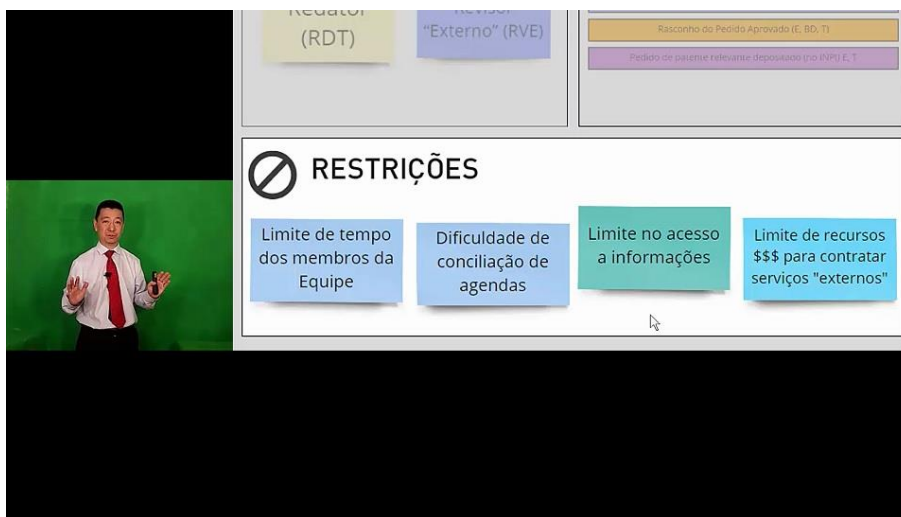 Redator
(RDT)
Revisor
"Externo" (RVE)
Rasconho do Pedido Aprovado (E, BD, T)
Pedido de patente relevante depositado (no INPI) E, T
RESTRIÇÕES
Limite de tempo
dos membros da
Equipe
Dificuldade de
conciliação de
agendas
Limite no acesso
a informações
Limite de recursos
$$$ para contratar
serviços "externos"